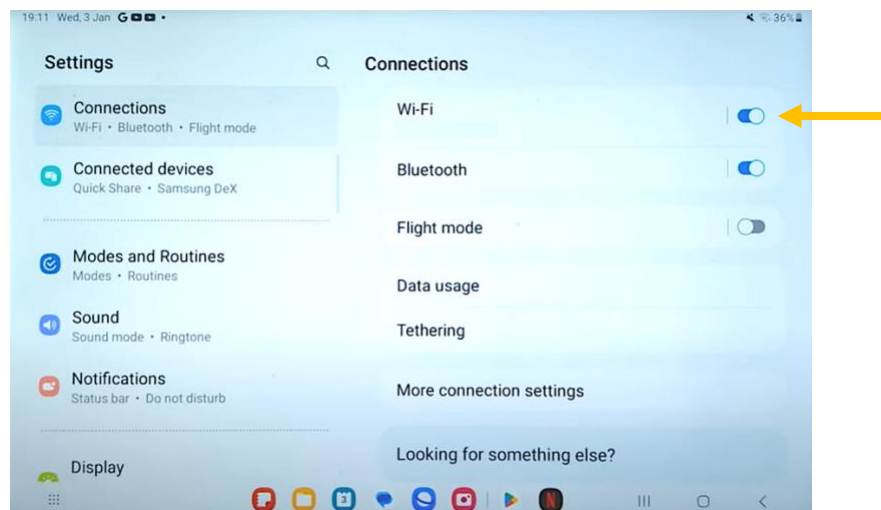 19:11 Wed, 3 Jan G
36%
Settings
Connections
Wi-Fi • Bluetooth • Flight mode
Connected devices
Quick Share • Samsung DeX
Modes and Routines
Modes • Routines
Sound
Sound mode • Ringtone
Notifications
Status bar • Do not disturb
Display
Connections
Wi-Fi
Bluetooth
Flight mode
Data usage
Tethering
More connection settings
Looking for something else?
3
N